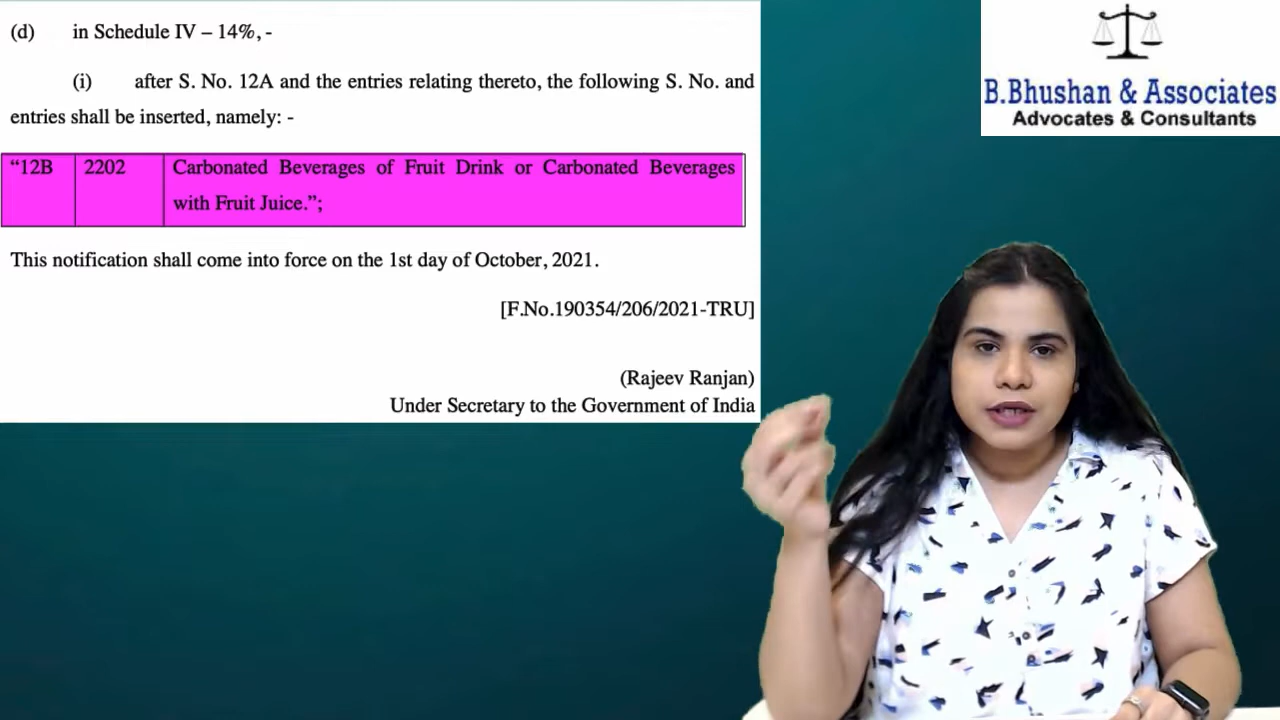 (d) in Schedule IV – 14%, -
(i) after S. No. 12A and the entries relating thereto, the following S. No. and
entries shall be inserted, namely: -
“12B 2202 Carbonated Beverages of Fruit Drink or Carbonated Beverages
with Fruit Juice.”;
This notification shall come into force on the 1st day of October, 2021.
[F.No.190354/206/2021-TRU]
(Rajeev Ranjan)
Under Secretary to the Government of India
B.Bhushan & Associates
Advocates & Consultants